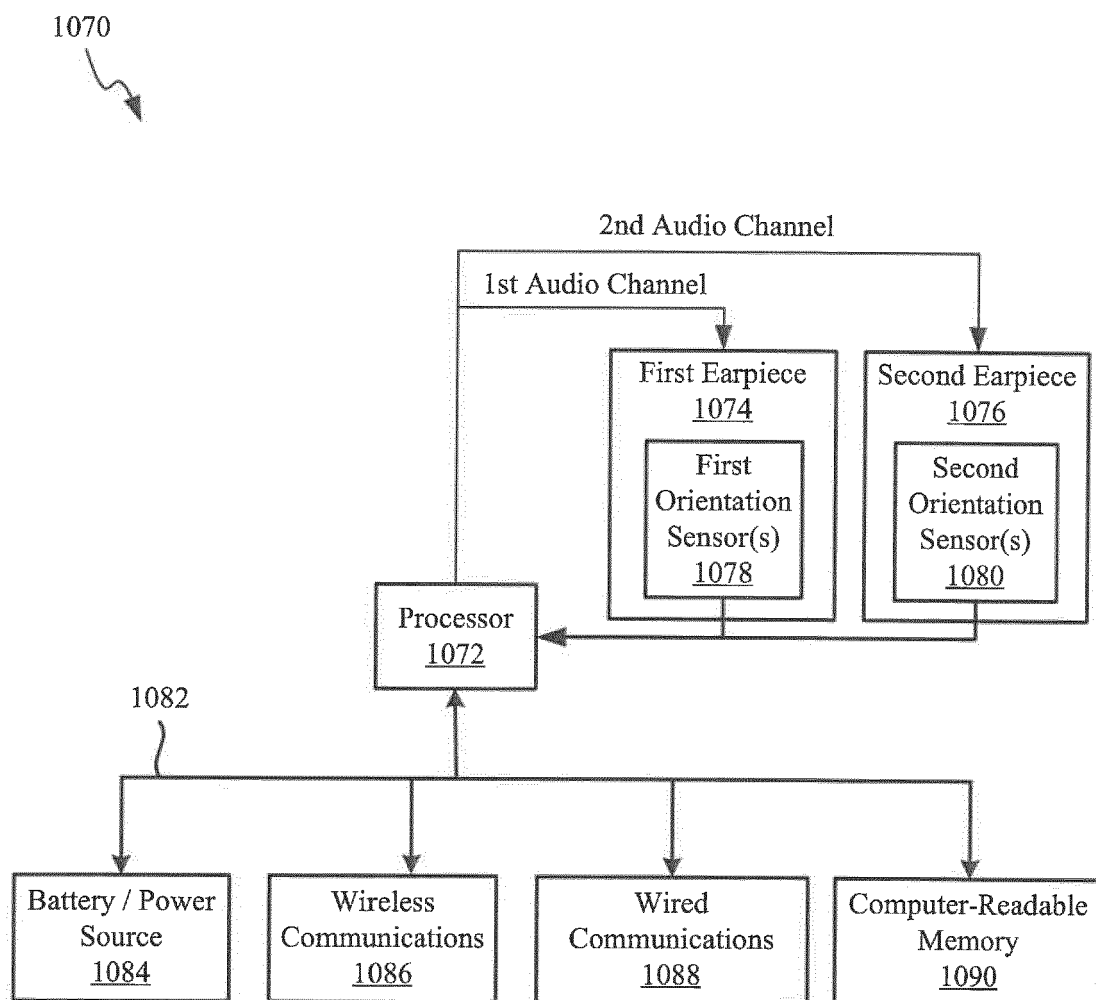 1070
2nd Audio Channel
1st Audio Channel
First Earpiece
1074
First
Orientation
Sensor(s)
1078
Second Earpiece
1076
Second
Orientation
Sensor(s)
1080
Processor
1072
1082
Battery / Power
Source
1084
Wireless
Communications
1086
Wired
Communications
1088
Computer-Readable
Memory
1090